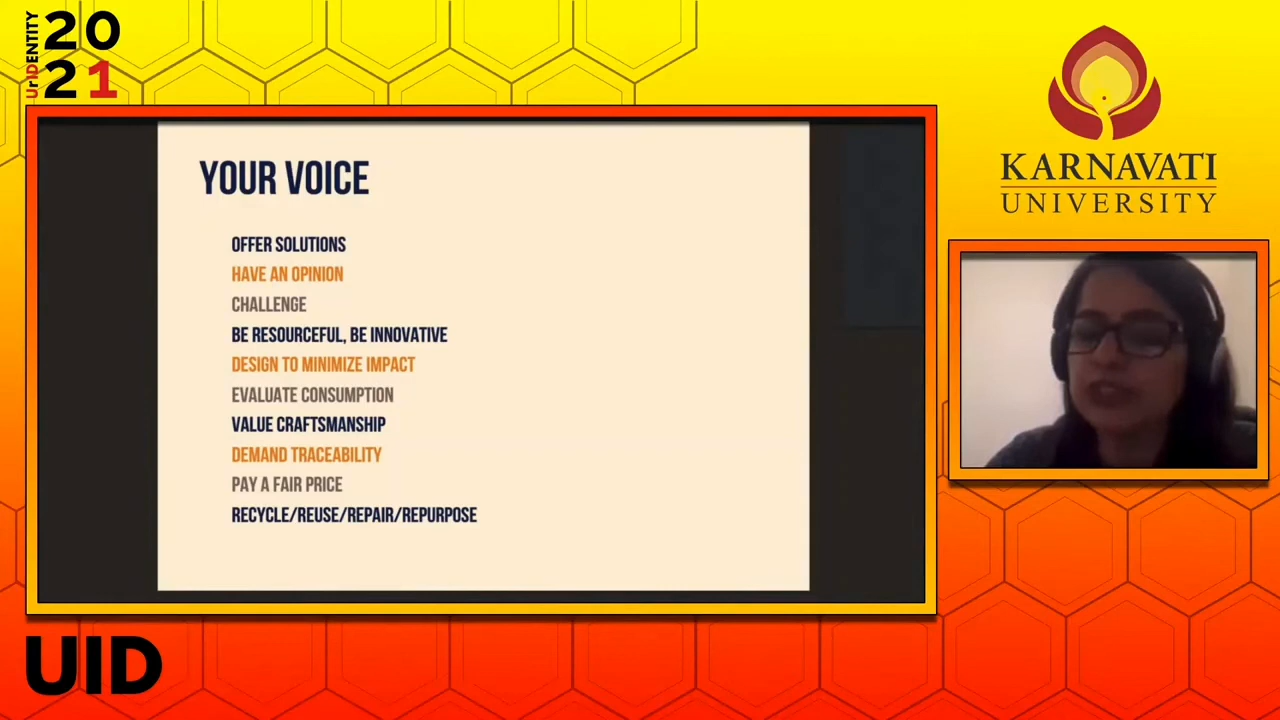 UrIDENTITY
20
21
KARNAVATI
UNIVERSITY
YOUR VOICE
OFFER SOLUTIONS
HAVE AN OPINION
CHALLENGE
BE RESOURCEFUL, BE INNOVATIVE
DESIGN TO MINIMIZE IMPACT
EVALUATE CONSUMPTION
VALUE CRAFTSMANSHIP
DEMAND TRACEABILITY
PAY A FAIR PRICE
RECYCLE/REUSE/REPAIR/REPURPOSE
UID